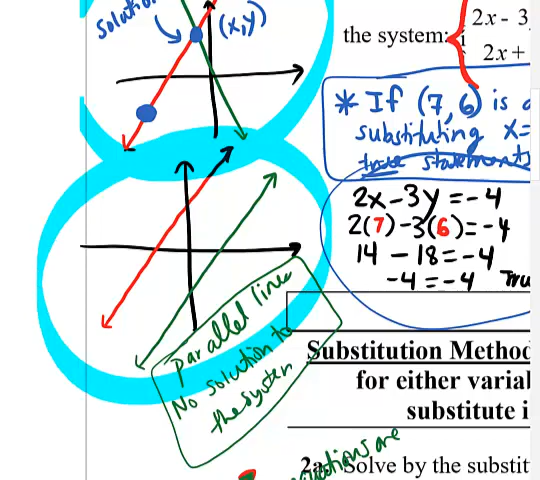 solution
(x,y)
2x - 3
the system:
2x +
* If (7, 6) is a
substituting x=
true statements
2x-3y=-4
2(7)-3(6)=-4
14 - 18 = -4
-4 = -4 Tru
Parallel lines
No solution to
the system
Substitution Method
for either varial
substitute i
are
2a. Solve by the substit